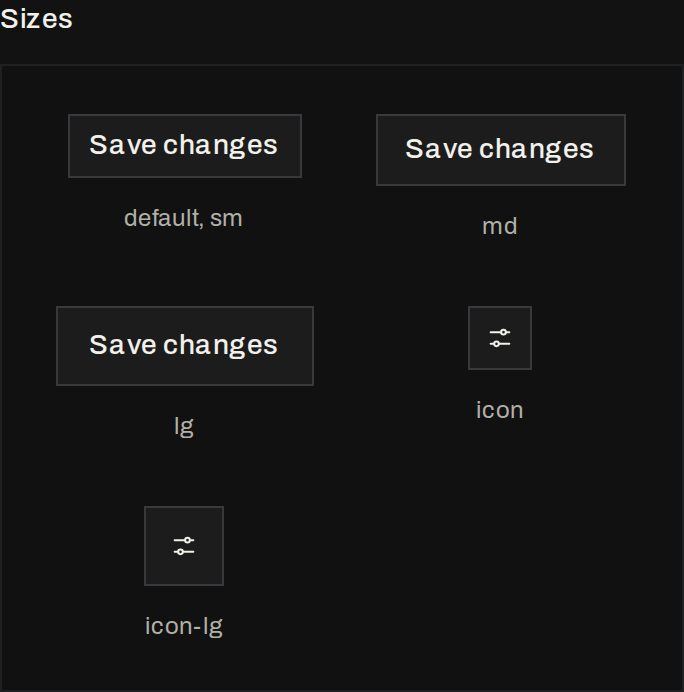 Sizes
Save changes
Save changes
default, sm
md
Save changes
lg
icon
icon-lg